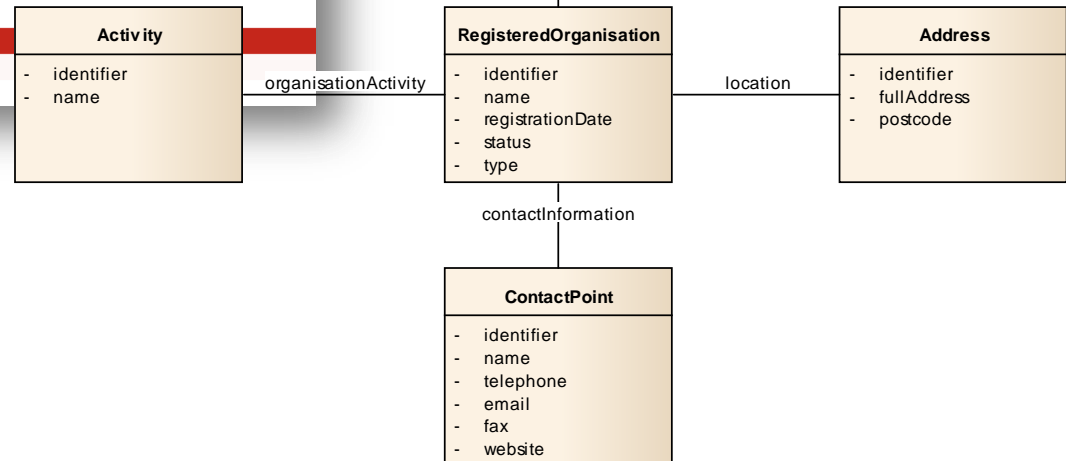 Activity
- identifier
- name
organisationActivity
RegisteredOrganisation
- identifier
- name
- registrationDate
- status
- type
location
Address
- identifier
- fullAddress
- postcode
contactInformation
ContactPoint
- identifier
- name
- telephone
- email
- fax
- website